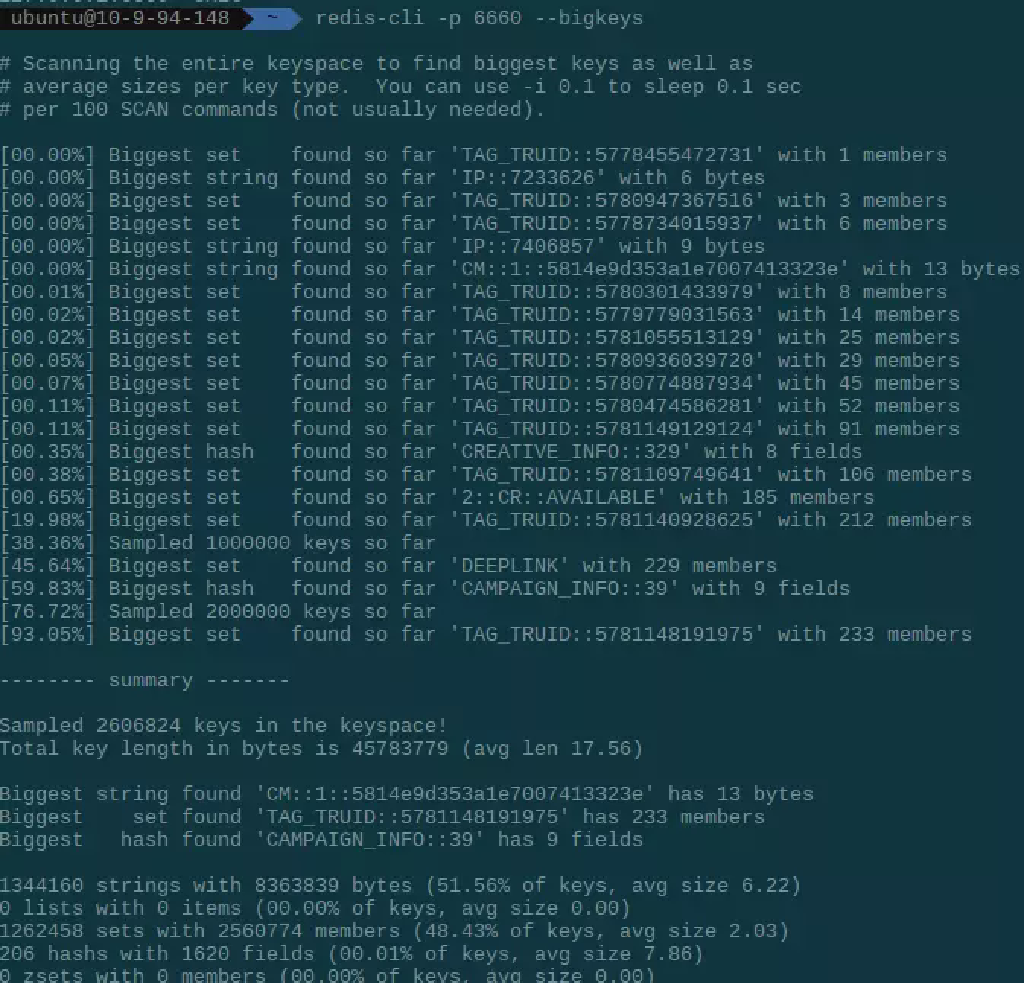 ubuntu@10-9-94-148 ~ redis-cli -p 6660 --bigkeys
# Scanning the entire keyspace to find biggest keys as well as
# average sizes per key type.  You can use -i 0.1 to sleep 0.1 sec
# per 100 SCAN commands (not usually needed).
[00.00%] Biggest set    found so far 'TAG_TRUID::5778455472731' with 1 members
[00.00%] Biggest string found so far 'IP::7233626' with 6 bytes
[00.00%] Biggest set    found so far 'TAG_TRUID::5780947367516' with 3 members
[00.00%] Biggest set    found so far 'TAG_TRUID::5778734015937' with 6 members
[00.00%] Biggest string found so far 'IP::7406857' with 9 bytes
[00.00%] Biggest string found so far 'CM::1::5814e9d353a1e7007413323e' with 13 bytes
[00.01%] Biggest set    found so far 'TAG_TRUID::5780301433979' with 8 members
[00.02%] Biggest set    found so far 'TAG_TRUID::5779779031563' with 14 members
[00.02%] Biggest set    found so far 'TAG_TRUID::5781055513129' with 25 members
[00.05%] Biggest set    found so far 'TAG_TRUID::5780936039720' with 29 members
[00.07%] Biggest set    found so far 'TAG_TRUID::5780774887934' with 45 members
[00.11%] Biggest set    found so far 'TAG_TRUID::5780474586281' with 52 members
[00.11%] Biggest set    found so far 'TAG_TRUID::5781149129124' with 91 members
[00.35%] Biggest hash   found so far 'CREATIVE_INFO::329' with 8 fields
[00.38%] Biggest set    found so far 'TAG_TRUID::5781109749641' with 106 members
[00.65%] Biggest set    found so far '2::CR::AVAILABLE' with 185 members
[19.98%] Biggest set    found so far 'TAG_TRUID::5781140928625' with 212 members
[38.36%] Sampled 1000000 keys so far
[45.64%] Biggest set    found so far 'DEEPLINK' with 229 members
[59.83%] Biggest hash   found so far 'CAMPAIGN_INFO::39' with 9 fields
[76.72%] Sampled 2000000 keys so far
[93.05%] Biggest set    found so far 'TAG_TRUID::5781148191975' with 233 members
-------- summary -------
Sampled 2606824 keys in the keyspace!
Total key length in bytes is 45783779 (avg len 17.56)
Biggest string found 'CM::1::5814e9d353a1e7007413323e' has 13 bytes
Biggest    set found 'TAG_TRUID::5781148191975' has 233 members
Biggest   hash found 'CAMPAIGN_INFO::39' has 9 fields
1344160 strings with 8363839 bytes (51.56% of keys, avg size 6.22)
0 lists with 0 items (00.00% of keys, avg size 0.00)
1262458 sets with 2560774 members (48.43% of keys, avg size 2.03)
206 hashs with 1620 fields (00.01% of keys, avg size 7.86)
0 zsets with 0 members (00.00% of keys, avg size 0.00)